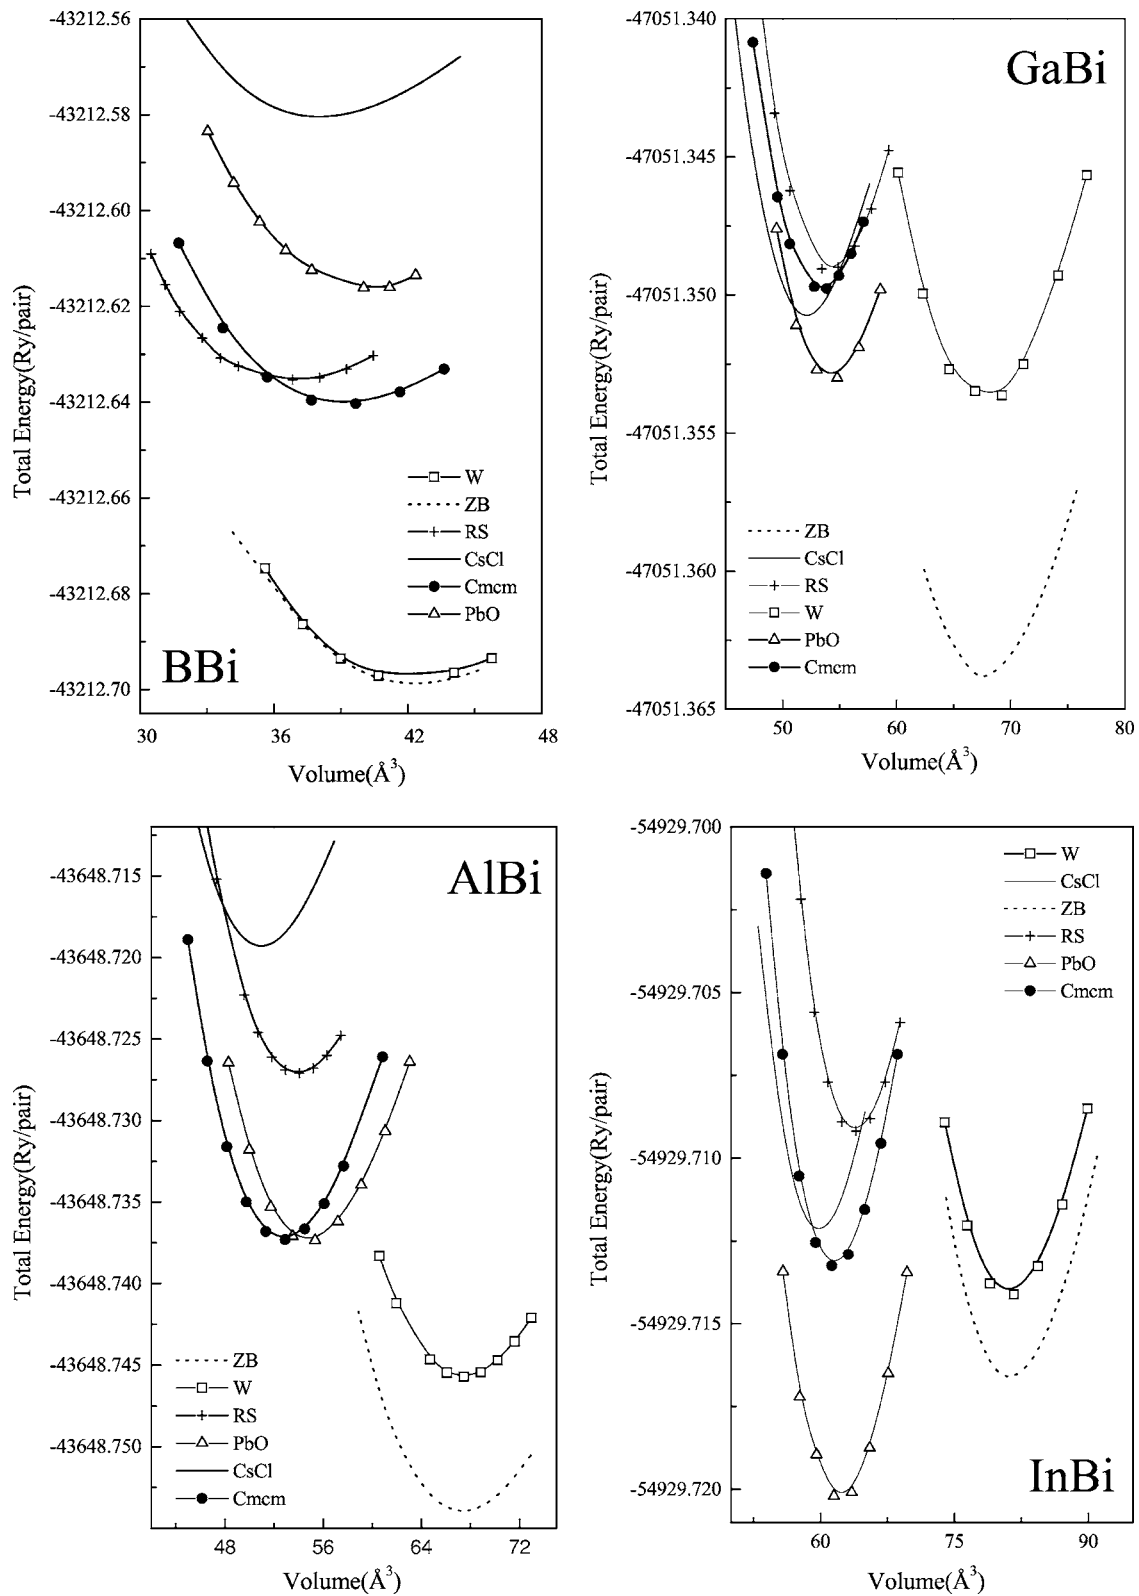 -43212.56
-43212.58
-43212.60
-43212.62
-43212.64
-43212.66
-43212.68
-43212.70
Total Energy(Ry/pair)
W
ZB
RS
CsCl
Cmcm
PbO
BBi
30
36
42
48
Volume(Å³)
-47051.340
-47051.345
-47051.350
-47051.355
-47051.360
-47051.365
Total Energy(Ry/pair)
GaBi
ZB
CsCl
RS
W
PbO
Cmcm
50
60
70
80
Volume(Å³)
-43648.715
-43648.720
-43648.725
-43648.730
-43648.735
-43648.740
-43648.745
-43648.750
Total Energy(Ry/pair)
AlBi
ZB
W
RS
PbO
CsCl
Cmcm
48
56
64
72
Volume(Å³)
-54929.700
-54929.705
-54929.710
-54929.715
-54929.720
Total Energy(Ry/pair)
W
CsCl
ZB
RS
PbO
Cmcm
InBi
60
75
90
Volume(Å³)